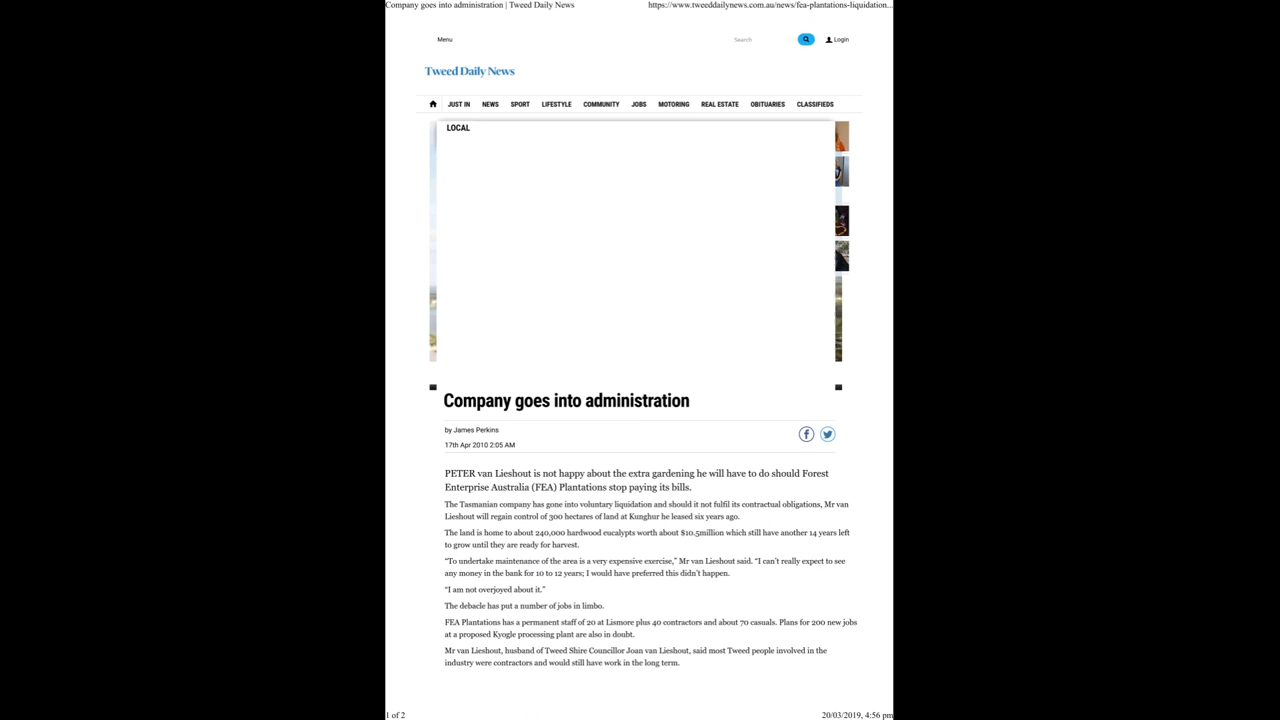 Company goes into administration | Tweed Daily News https://www.tweeddailynews.com.au/news/fea-plantations-liquidation...
Menu Search Login
Tweed Daily News
JUST IN NEWS SPORT LIFESTYLE COMMUNITY JOBS MOTORING REAL ESTATE OBITUARIES CLASSIFIEDS
LOCAL
Company goes into administration
by James Perkins
17th Apr 2010 2:05 AM
PETER van Lieshout is not happy about the extra gardening he will have to do should Forest
Enterprise Australia (FEA) Plantations stop paying its bills.
The Tasmanian company has gone into voluntary liquidation and should it not fulfil its contractual obligations, Mr van
Lieshout will regain control of 300 hectares of land at Kunghur he leased six years ago.
The land is home to about 240,000 hardwood eucalypts worth about $10.5million which still have another 14 years left
to grow until they are ready for harvest.
“To undertake maintenance of the area is a very expensive exercise,” Mr van Lieshout said. “I can’t really expect to see
any money in the bank for 10 to 12 years; I would have preferred this didn’t happen.
“I am not overjoyed about it.”
The debacle has put a number of jobs in limbo.
FEA Plantations has a permanent staff of 20 at Lismore plus 40 contractors and about 70 casuals. Plans for 200 new jobs
at a proposed Kyogle processing plant are also in doubt.
Mr van Lieshout, husband of Tweed Shire Councillor Joan van Lieshout, said most Tweed people involved in the
industry were contractors and would still have work in the long term.
1 of 2 20/03/2019, 4:56 pm